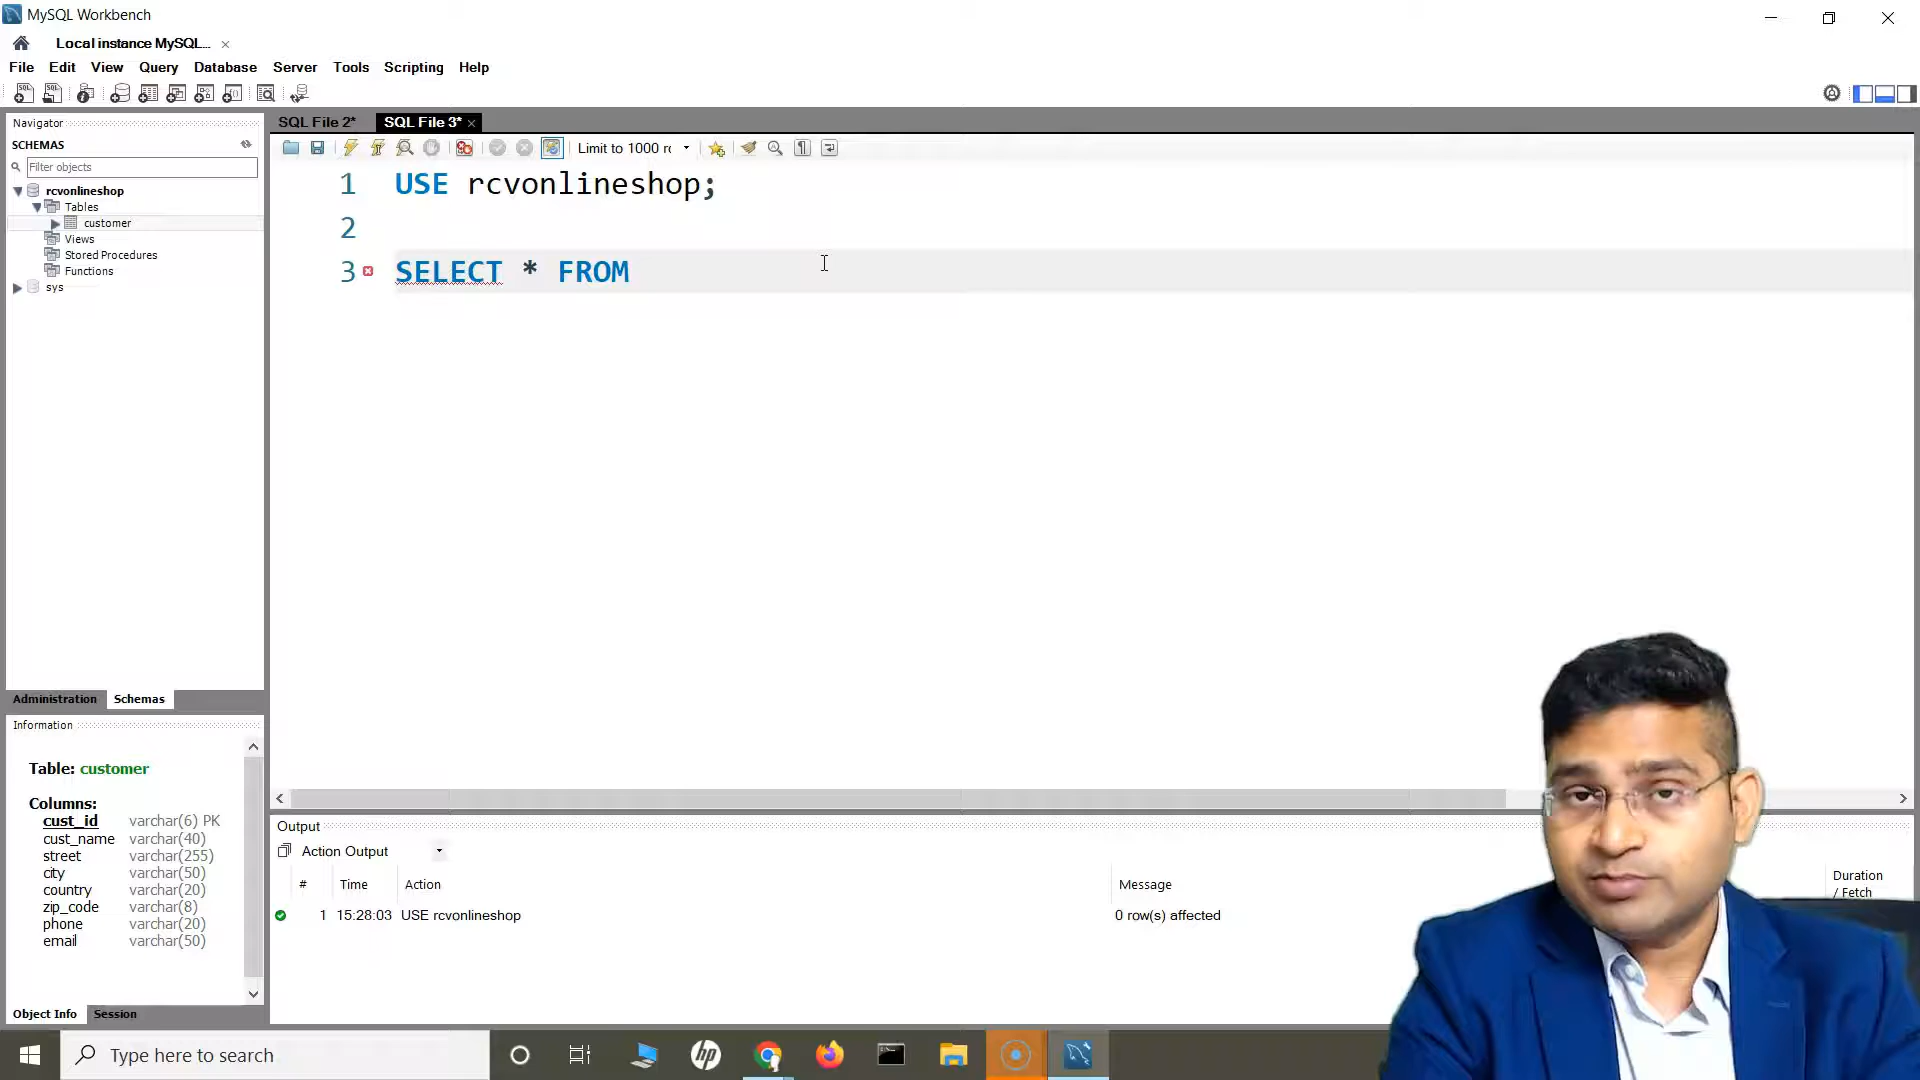 MySQL Workbench
Local instance MySQL... ×
File Edit View Query Database Server Tools Scripting Help
Navigator
SQL File 2* SQL File 3* ×
SCHEMAS
Limit to 1000 r
Filter objects
rcvonlineshop
Tables
customer
Views
Stored Procedures
Functions
sys
1 USE rcvonlineshop;
2
3 SELECT * FROM
Administration Schemas
Information
Table: customer
Columns:
cust_id varchar(6) PK
cust_name varchar(40)
street varchar(255)
city varchar(50)
country varchar(20)
zip_code varchar(8)
phone varchar(20)
email varchar(50)
Object Info Session
Output
Action Output
# Time Action Message Duration / Fetch
1 15:28:03 USE rcvonlineshop 0 row(s) affected
Type here to search
hp